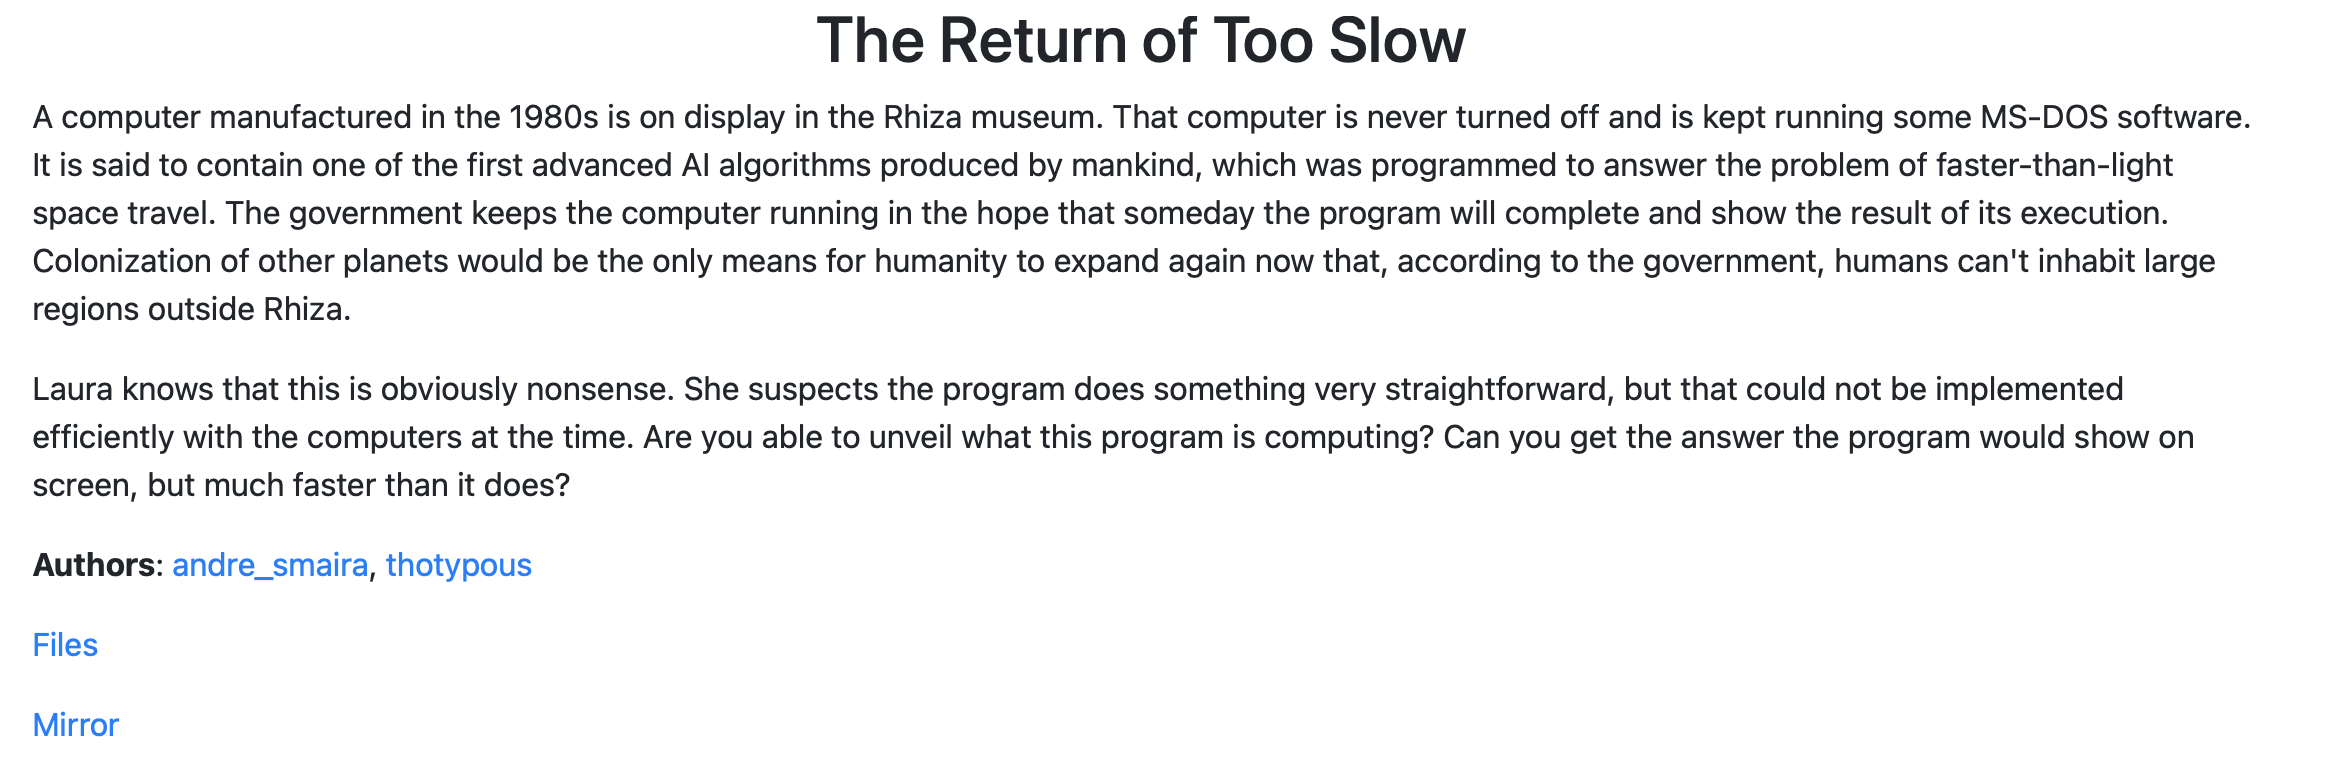 The Return of Too Slow
A computer manufactured in the 1980s is on display in the Rhiza museum. That computer is never turned off and is kept running some MS-DOS software.
It is said to contain one of the first advanced AI algorithms produced by mankind, which was programmed to answer the problem of faster-than-light
space travel. The government keeps the computer running in the hope that someday the program will complete and show the result of its execution.
Colonization of other planets would be the only means for humanity to expand again now that, according to the government, humans can't inhabit large
regions outside Rhiza.
Laura knows that this is obviously nonsense. She suspects the program does something very straightforward, but that could not be implemented
efficiently with the computers at the time. Are you able to unveil what this program is computing? Can you get the answer the program would show on
screen, but much faster than it does?
Authors: andre_smaira, thotypous
Files
Mirror